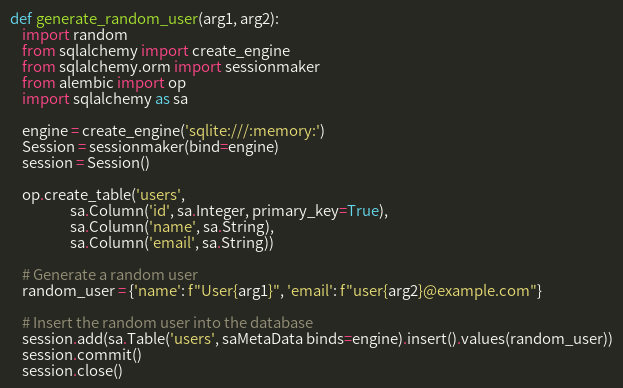 def generate_random_user(arg1, arg2):
import random
from sqlalchemy import create_engine
from sqlalchemy.orm import sessionmaker
from alembic import op
import sqlalchemy as sa
engine = create_engine('sqlite:///:memory:')
Session = sessionmaker(bind=engine)
session = Session()
op.create_table('users',
sa.Column('id', sa.Integer, primary_key=True),
sa.Column('name', sa.String),
sa.Column('email', sa.String))
# Generate a random user
random_user = {'name': f"User{arg1}", 'email': f"user{arg2}@example.com"}
# Insert the random user into the database
session.add(sa.Table('users', saMetaData binds=engine).insert().values(random_user))
session.commit()
session.close()